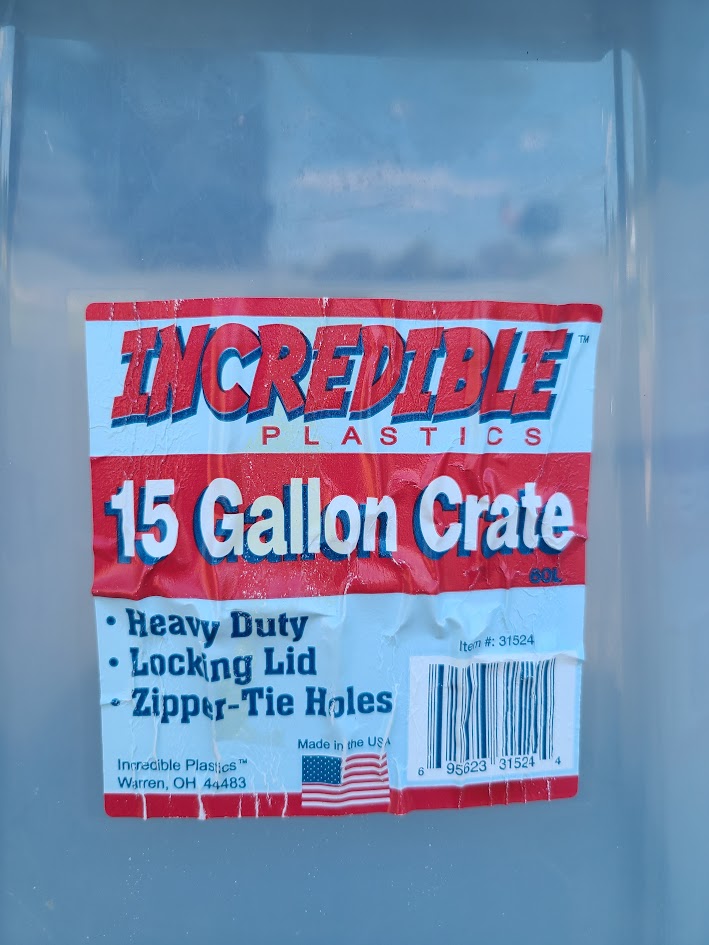 INCREDIBLE™
PLASTICS
15 Gallon Crate
60L
• Heavy Duty
• Locking Lid
• Zipper-Tie Holes
Item #: 31524
Made in the USA
Incredible Plastics™
Warren, OH 44483
6 95623 31524 4